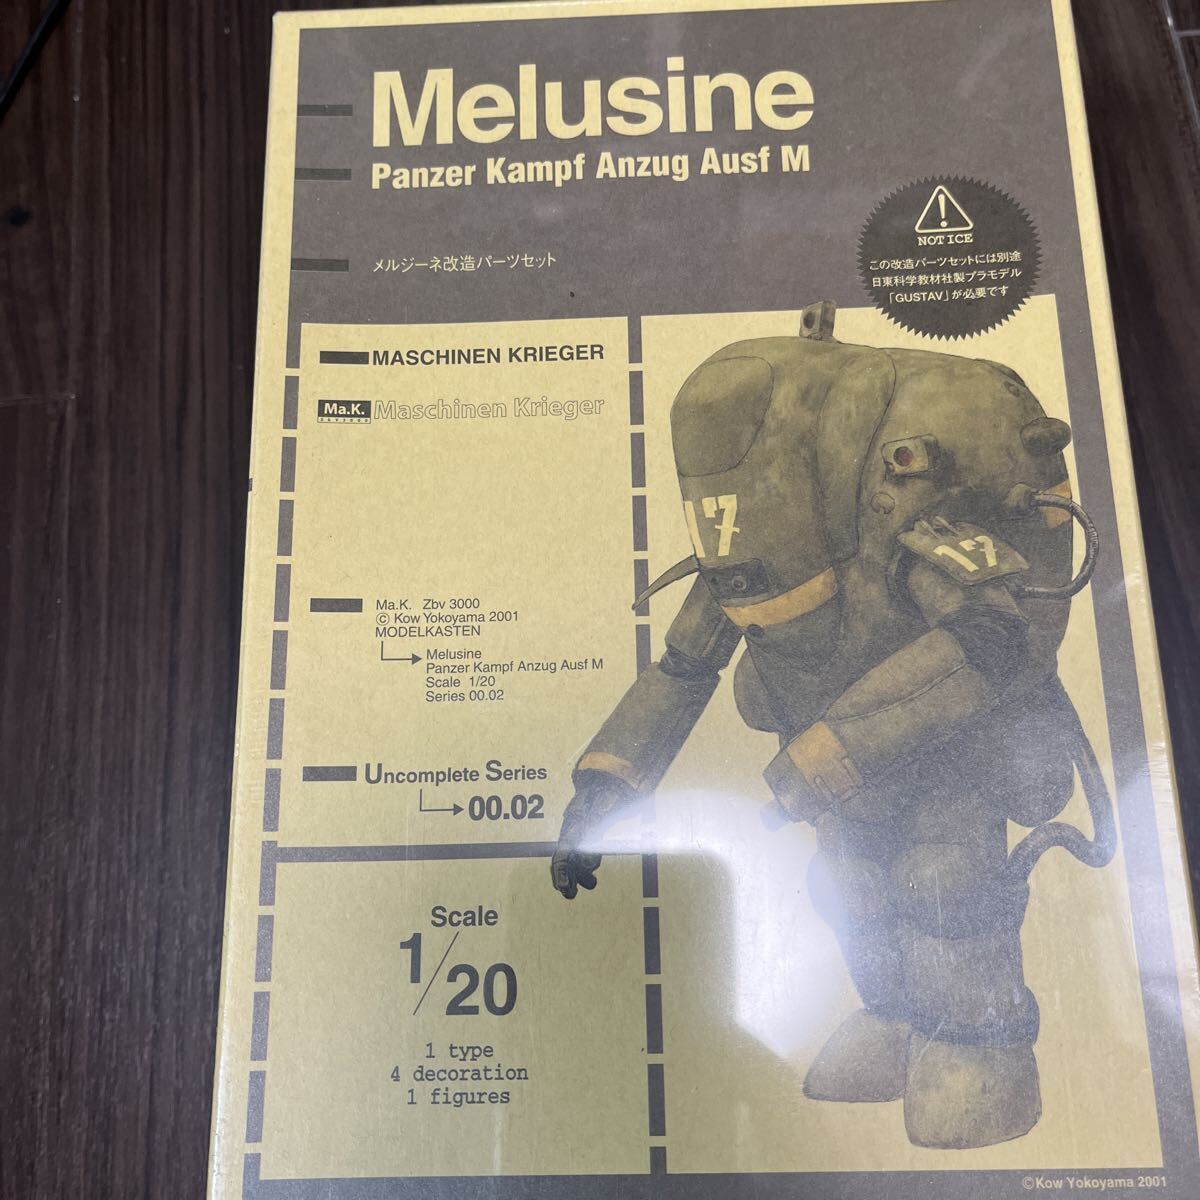 Melusine
Panzer Kampf Anzug Ausf M
メルジーネ改造パーツセット
NOTICE
この改造パーツセットには別途
日東科学教材社製プラモデル
「GUSTAV」が必要です
MASCHINEN KRIEGER
Ma.K. Maschinen Krieger
Ma.K. Zbv 3000
© Kow Yokoyama 2001
MODELKASTEN
Melusine
Panzer Kampf Anzug Ausf M
Scale 1/20
Series 00.02
Uncomplete Series
00.02
Scale
1/20
1 type
4 decoration
1 figures
17
17
©Kow Yokoyama 2001